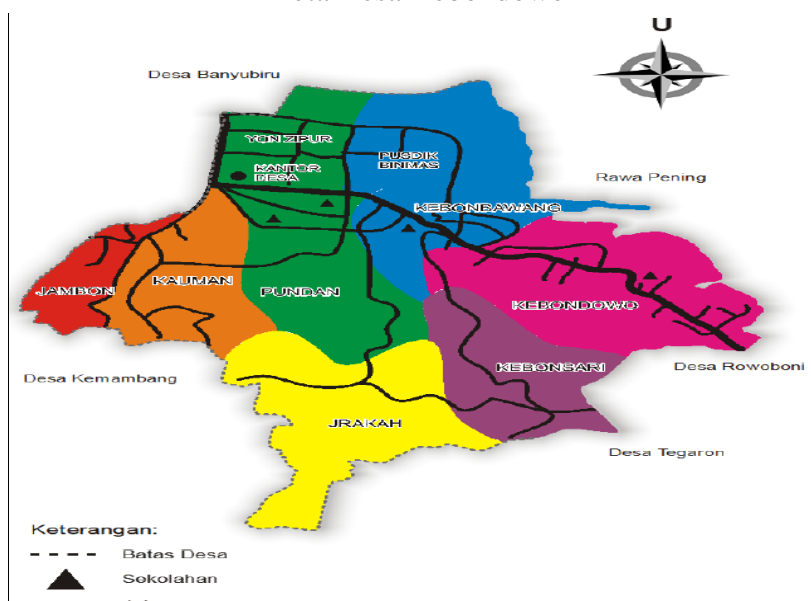 U
Desa Banyubiru
YON ZIPUR
PUSDIK
BINMAS
KANTOR
DESA
Rawa Pening
KEBONRAWANG
JAMBON
KAUMAN
PUNDAN
KEBONDOWO
Desa Kemambang
KEBONSARI
Desa Rowoboni
JRAKAH
Desa Tegaron
Keterangan:
Batas Desa
Sekolahan